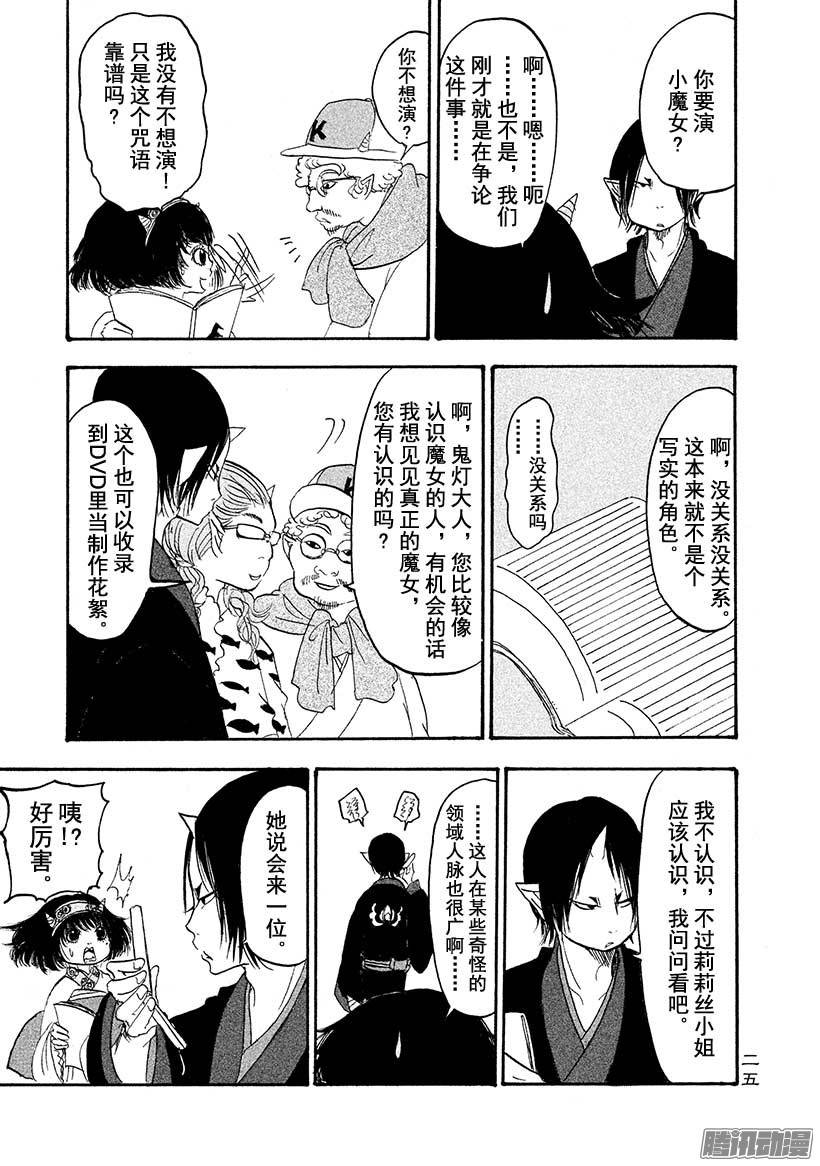 你要演
小魔女？
啊……嗯……呃
……也不是，我们
刚才就是在争论
这件事……
你不想演？
K
我没有不想演！
只是这个咒语
靠谱吗？
啊，没关系没关系。
这本来就不是个
写实的角色。
……没关系吗
……
啊，鬼灯大人，您比较像
认识魔女的人，有机会的话
我想见见真正的魔女，
您有认识的吗？
K
这个也可以收录
到DVD里当制作花絮。
我不认识，不过莉莉丝小姐
应该认识，我问问看吧。
……这人在某些奇怪的
领域人脉也很广啊……
她说会来一位。
咦!?
好厉害。
二五
腾讯动漫